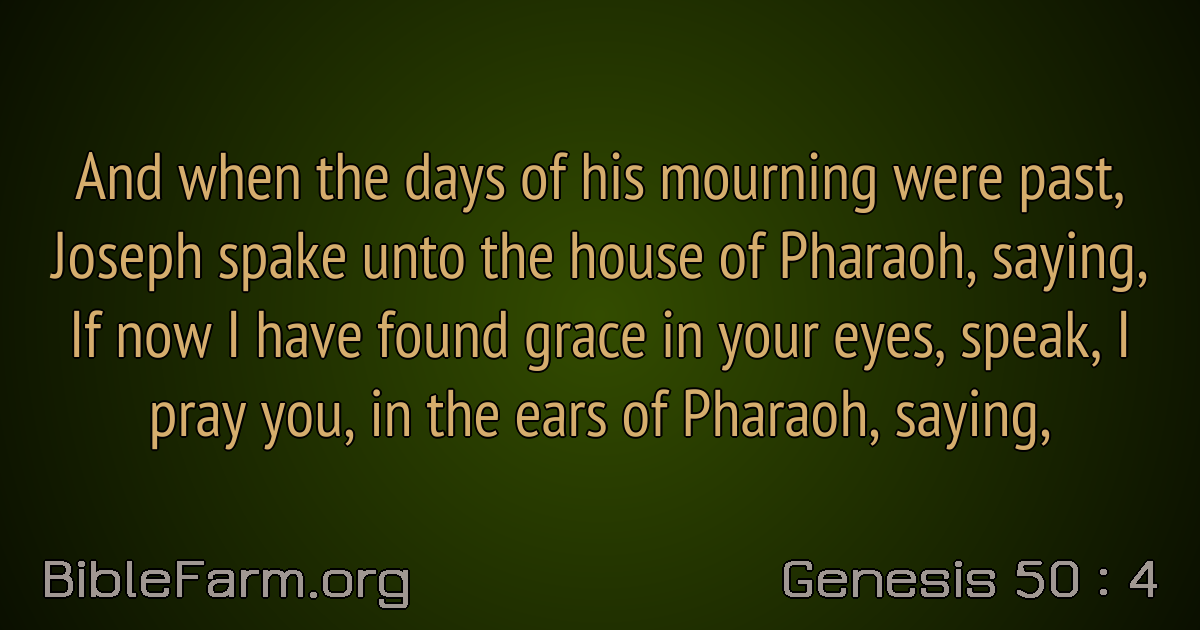 And when the days of his mourning were past,
Joseph spake unto the house of Pharaoh, saying,
If now I have found grace in your eyes, speak, I
pray you, in the ears of Pharaoh, saying,
BibleFarm.org
Genesis 50 : 4